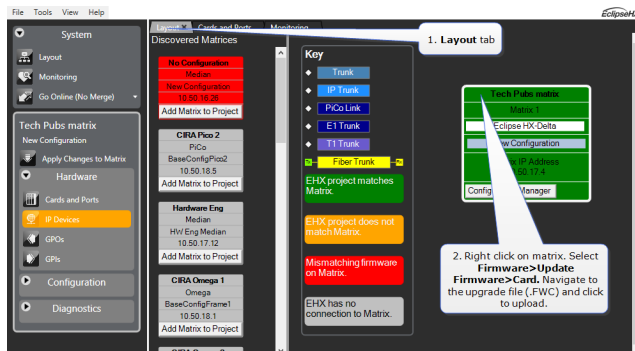 File Tools View Help
EclipseH
System
Layout
Monitoring
Go Online (No Merge)
Tech Pubs matrix
New Configuration
Apply Changes to Matrix
Hardware
Cards and Ports
IP Devices
GPOs
GPIs
Configuration
Diagnostics
Layout Cards and Ports Monitoring
Discovered Matrices
No Configuration
Median
New Configuration
10.50.16.26
Add Matrix to Project
CIRA Pico 2
PiCo
BaseConfigPico2
10.50.18.5
Add Matrix to Project
Hardware Eng
Median
HW Eng Median
10.50.17.12
Add Matrix to Project
CIRA Omega 1
Omega
BaseConfigFrame1
10.50.18.1
Add Matrix to Project
Key
Trunk
IP Trunk
PiCo Link
E1 Trunk
T1 Trunk
Fiber Trunk
EHX project matches
Matrix.
EHX project does not
match Matrix.
Mismatching firmware
on Matrix.
EHX has no
connection to Matrix.
1. Layout tab
Tech Pubs matrix
Matrix 1
Eclipse HX-Delta
New Configuration
IP Address
50.17.4
Manager
2. Right click on matrix. Select
Firmware>Update
Firmware>Card. Navigate to
the upgrade file (.FWC) and click
to upload.